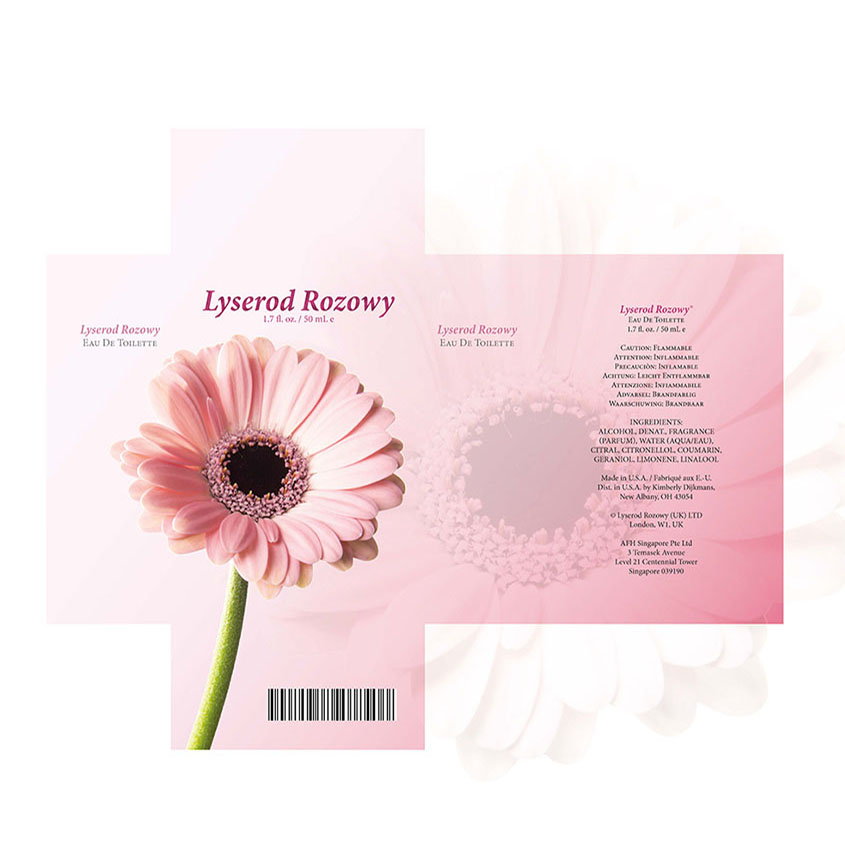 Lyserod Rozowy
Eau De Toilette
Lyserod Rozowy
1.7 fl. oz. / 50 mL e
Lyserod Rozowy
Eau De Toilette
Lyserod Rozowy®
Eau De Toilette
1.7 fl. oz. / 50 mL e
Caution: Flammable
Attention: Inflammable
Precaución: Inflamable
Achtung: Leicht Entflammbar
Attenzione: Infiammabile
Advarsel: Brandfablig
Waarschuwing: Brandbaar
INGREDIENTS:
ALCOHOL, DENAT., FRAGRANCE
(PARFUM), WATER (AQUA/EAU),
CITRAL, CITRONELLOL, COUMARIN,
GERANIOL, LIMONENE, LINALOOL
Made in U.S.A. / Fabriqué aux E.-U.
Dist. in U.S.A. by Kimberly Dijkmans,
New Albany, OH 43054
© Lyserod Rozowy (UK) LTD
London, W1, UK
AFH Singapore Pte Ltd
3 Temasek Avenue
Level 21 Centennial Tower
Singapore 039190